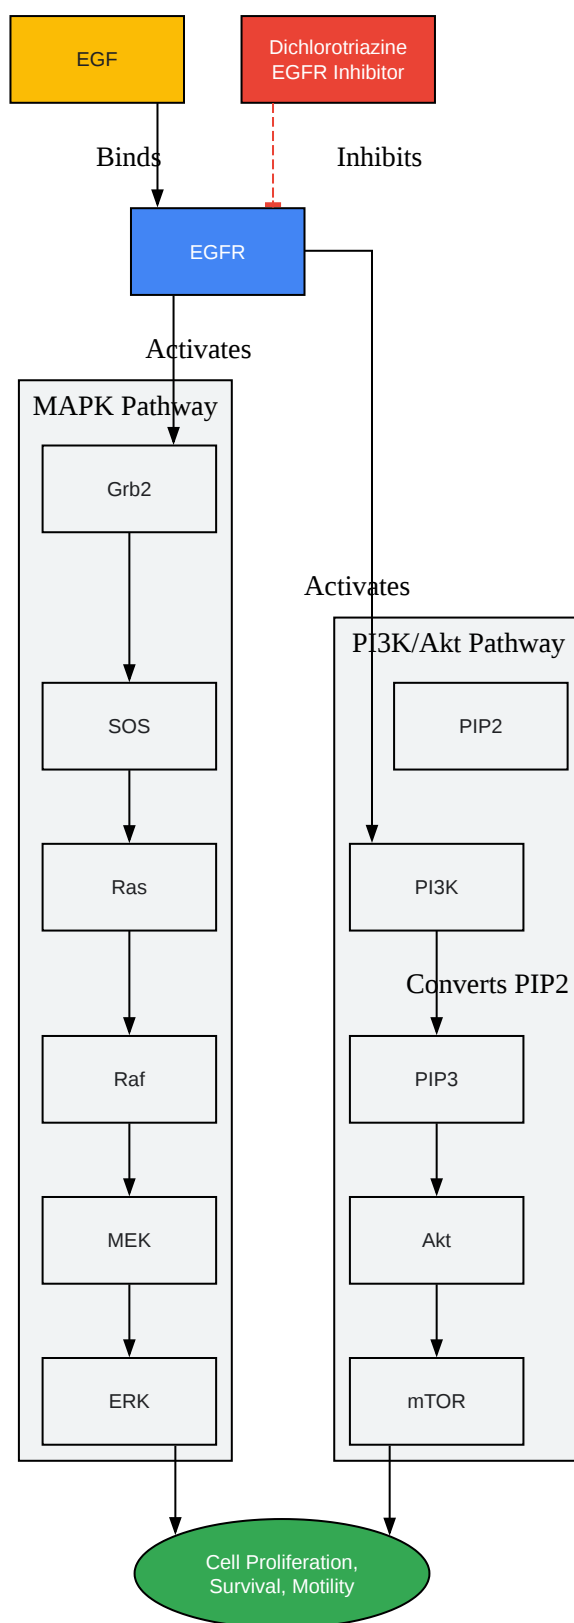 EGF
Dichlorotriazine
EGFR Inhibitor
Binds
Inhibits
EGFR
Activates
MAPK Pathway
Grb2
Activates
PI3K/Akt Pathway
SOS
PIP2
Ras
PI3K
Converts PIP2
Raf
PIP3
MEK
Akt
ERK
mTOR
Cell Proliferation,
Survival, Motility